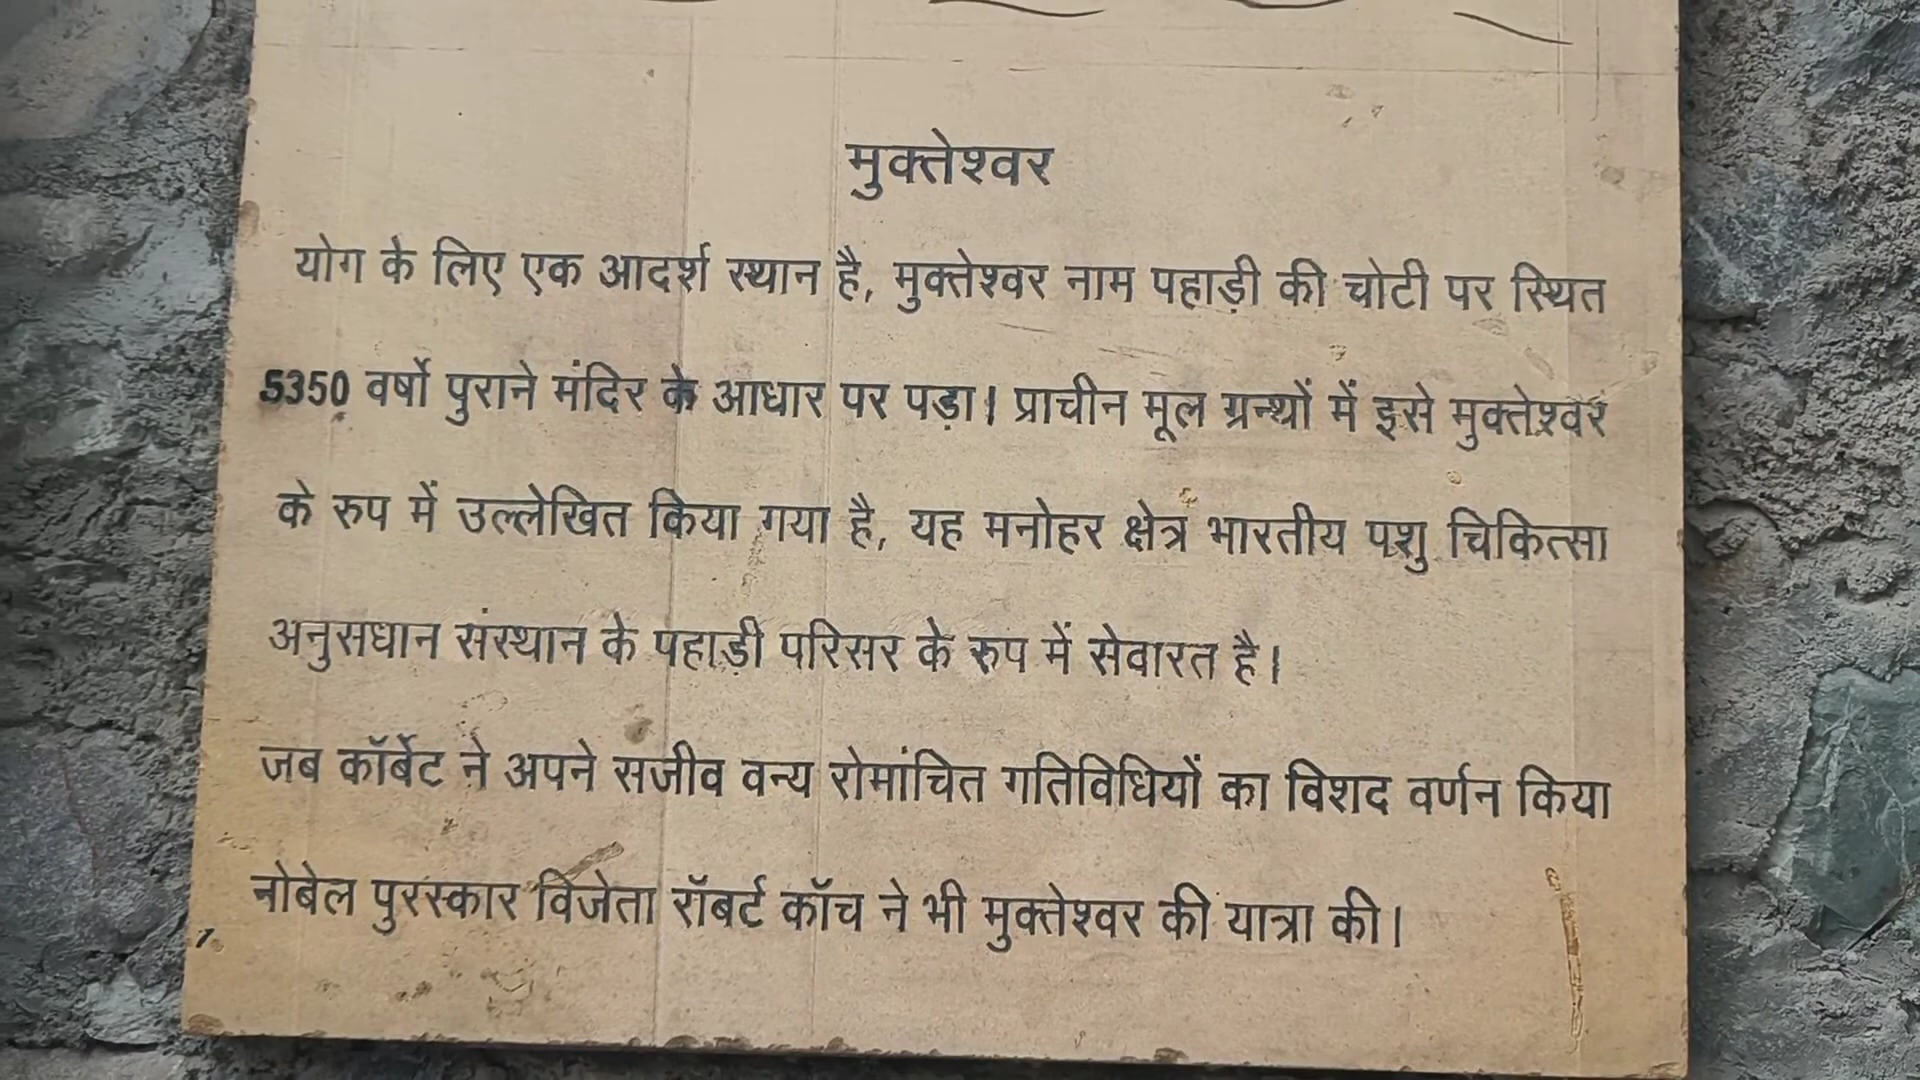 मुक्तेश्वर
योग के लिए एक आदर्श स्थान है, मुक्तेश्वर नाम पहाड़ी की चोटी पर स्थित
5350 वर्षो पुराने मंदिर के आधार पर पड़ा। प्राचीन मूल ग्रन्थों में इसे मुक्तेश्वर
के रुप में उल्लेखित किया गया है, यह मनोहर क्षेत्र भारतीय पशु चिकित्सा
अनुसधान संस्थान के पहाड़ी परिसर के रुप में सेवारत है।
जब कॉर्बेट ने अपने सजीव वन्य रोमांचित गतिविधियों का विशद वर्णन किया
नोबेल पुरस्कार विजेता रॉबर्ट कॉच ने भी मुक्तेश्वर की यात्रा की।